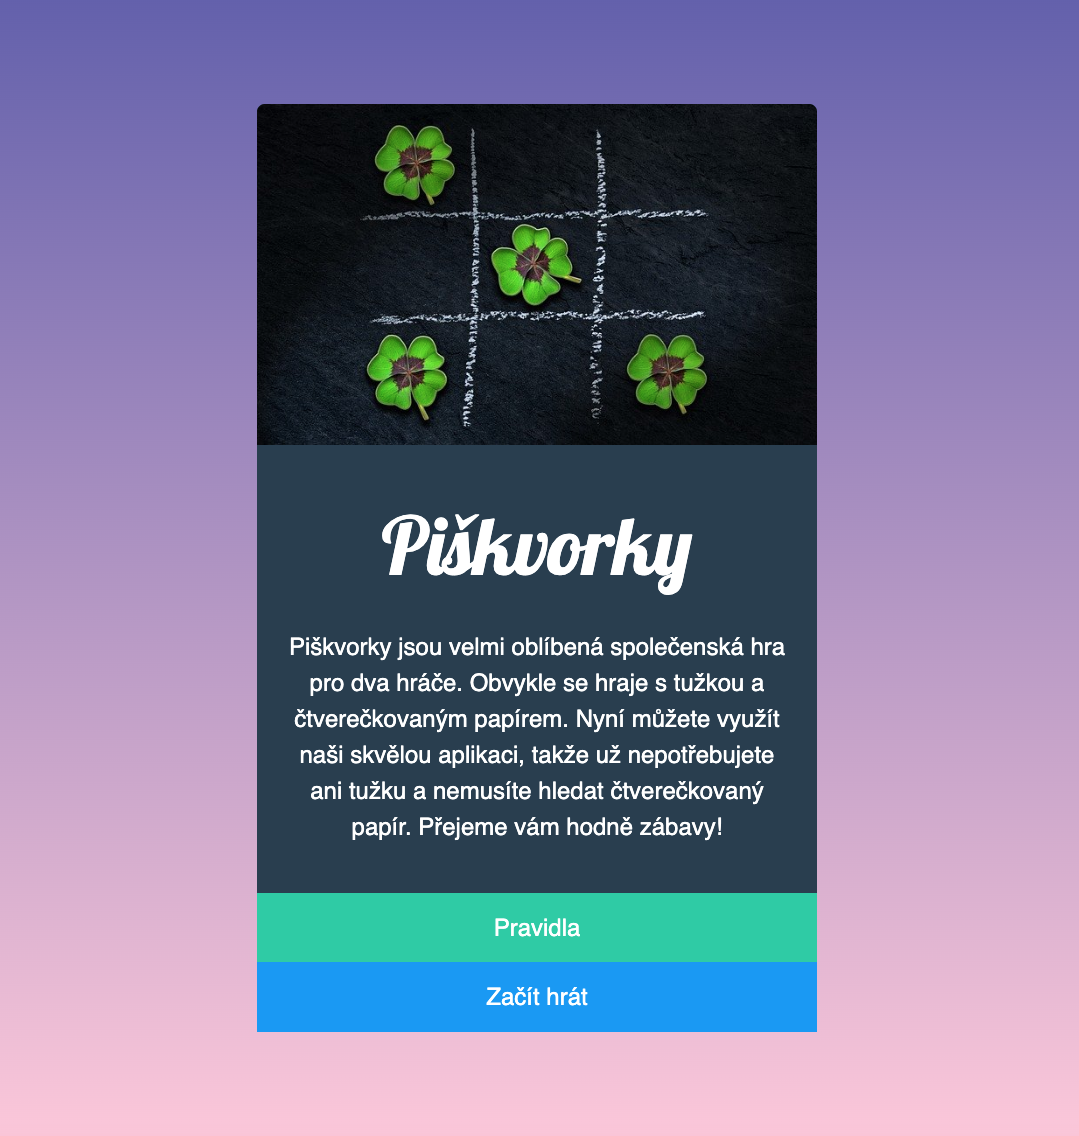 Piškvorky
Piškvorky jsou velmi oblíbená společenská hra
pro dva hráče. Obvykle se hraje s tužkou a
čtverečkovaným papírem. Nyní můžete využít
naši skvělou aplikaci, takže už nepotřebujete
ani tužku a nemusíte hledat čtverečkovaný
papír. Přejeme vám hodně zábavy!
Pravidla
Začít hrát